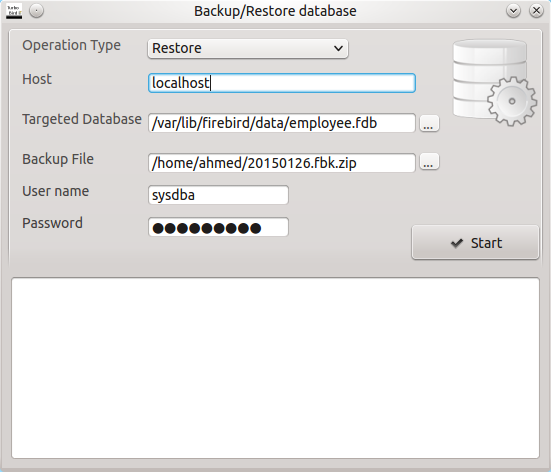 Backup/Restore database
Operation Type Restore
Host localhost
Targeted Database /var/lib/firebird/data/employee.fdb ...
Backup File /home/ahmed/20150126.fbk.zip ...
User name sysdba
Password ●●●●●●●●●
Start